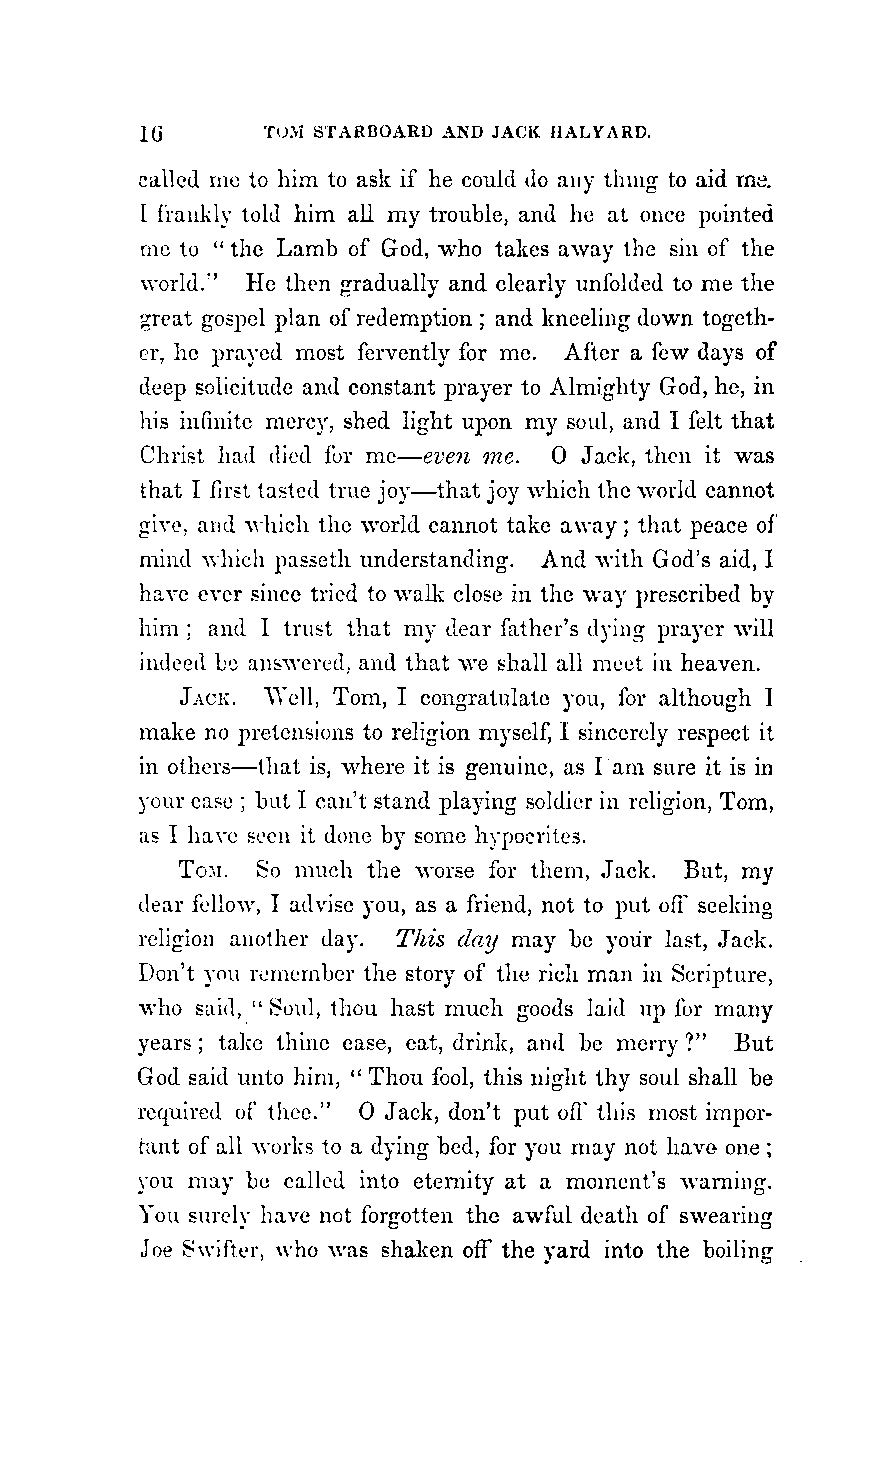 16 TOM STARBOARD AND JACK HALYARD.
called me to him to ask if he could do any thing to aid me.
I frankly told him all my trouble, and he at once pointed
me to "the Lamb of God, who takes away the sin of the
world." He then gradually and clearly unfolded to me the
great gospel plan of redemption; and kneeling down togeth-
er, he prayed most fervently for me. After a few days of
deep solicitude and constant prayer to Almighty God, he, in
his infinite mercy, shed light upon my soul, and I felt that
Christ had died for me—even me. O Jack, then it was
that I first tasted true joy—that joy which the world cannot
give, and which the world cannot take away; that peace of
mind which passeth understanding. And with God's aid, I
have ever since tried to walk close in the way prescribed by
him; and I trust that my dear father's dying prayer will
indeed be answered, and that we shall all meet in heaven.
JACK. Well, Tom, I congratulate you, for although I
make no pretensions to religion myself, I sincerely respect it
in others—that is, where it is genuine, as I am sure it is in
your case; but I can't stand playing soldier in religion, Tom,
as I have seen it done by some hypocrites.
TOM. So much the worse for them, Jack. But, my
dear fellow, I advise you, as a friend, not to put off seeking
religion another day. This day may be your last, Jack.
Don't you remember the story of the rich man in Scripture,
who said, "Soul, thou hast much goods laid up for many
years; take thine ease, eat, drink, and be merry?" But
God said unto him, "Thou fool, this night thy soul shall be
required of thee." O Jack, don't put off this most impor-
tant of all works to a dying bed, for you may not have one;
you may be called into eternity at a moment's warning.
You surely have not forgotten the awful death of swearing
Joe Swifter, who was shaken off the yard into the boiling